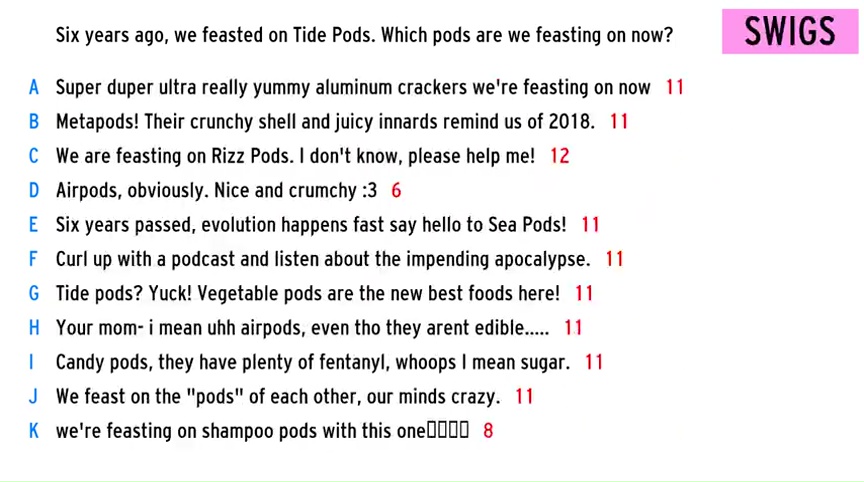 Six years ago, we feasted on Tide Pods. Which pods are we feasting on now?
SWIGS
A Super duper ultra really yummy aluminum crackers we're feasting on now 11
B Metapods! Their crunchy shell and juicy innards remind us of 2018. 11
C We are feasting on Rizz Pods. I don't know, please help me! 12
D Airpods, obviously. Nice and crumchy :3 6
E Six years passed, evolution happens fast say hello to Sea Pods! 11
F Curl up with a podcast and listen about the impending apocalypse. 11
G Tide pods? Yuck! Vegetable pods are the new best foods here! 11
H Your mom- i mean uhh airpods, even tho they arent edible..... 11
I Candy pods, they have plenty of fentanyl, whoops I mean sugar. 11
J We feast on the "pods" of each other, our minds crazy. 11
K we're feasting on shampoo pods with this one▯▯▯▯ 8